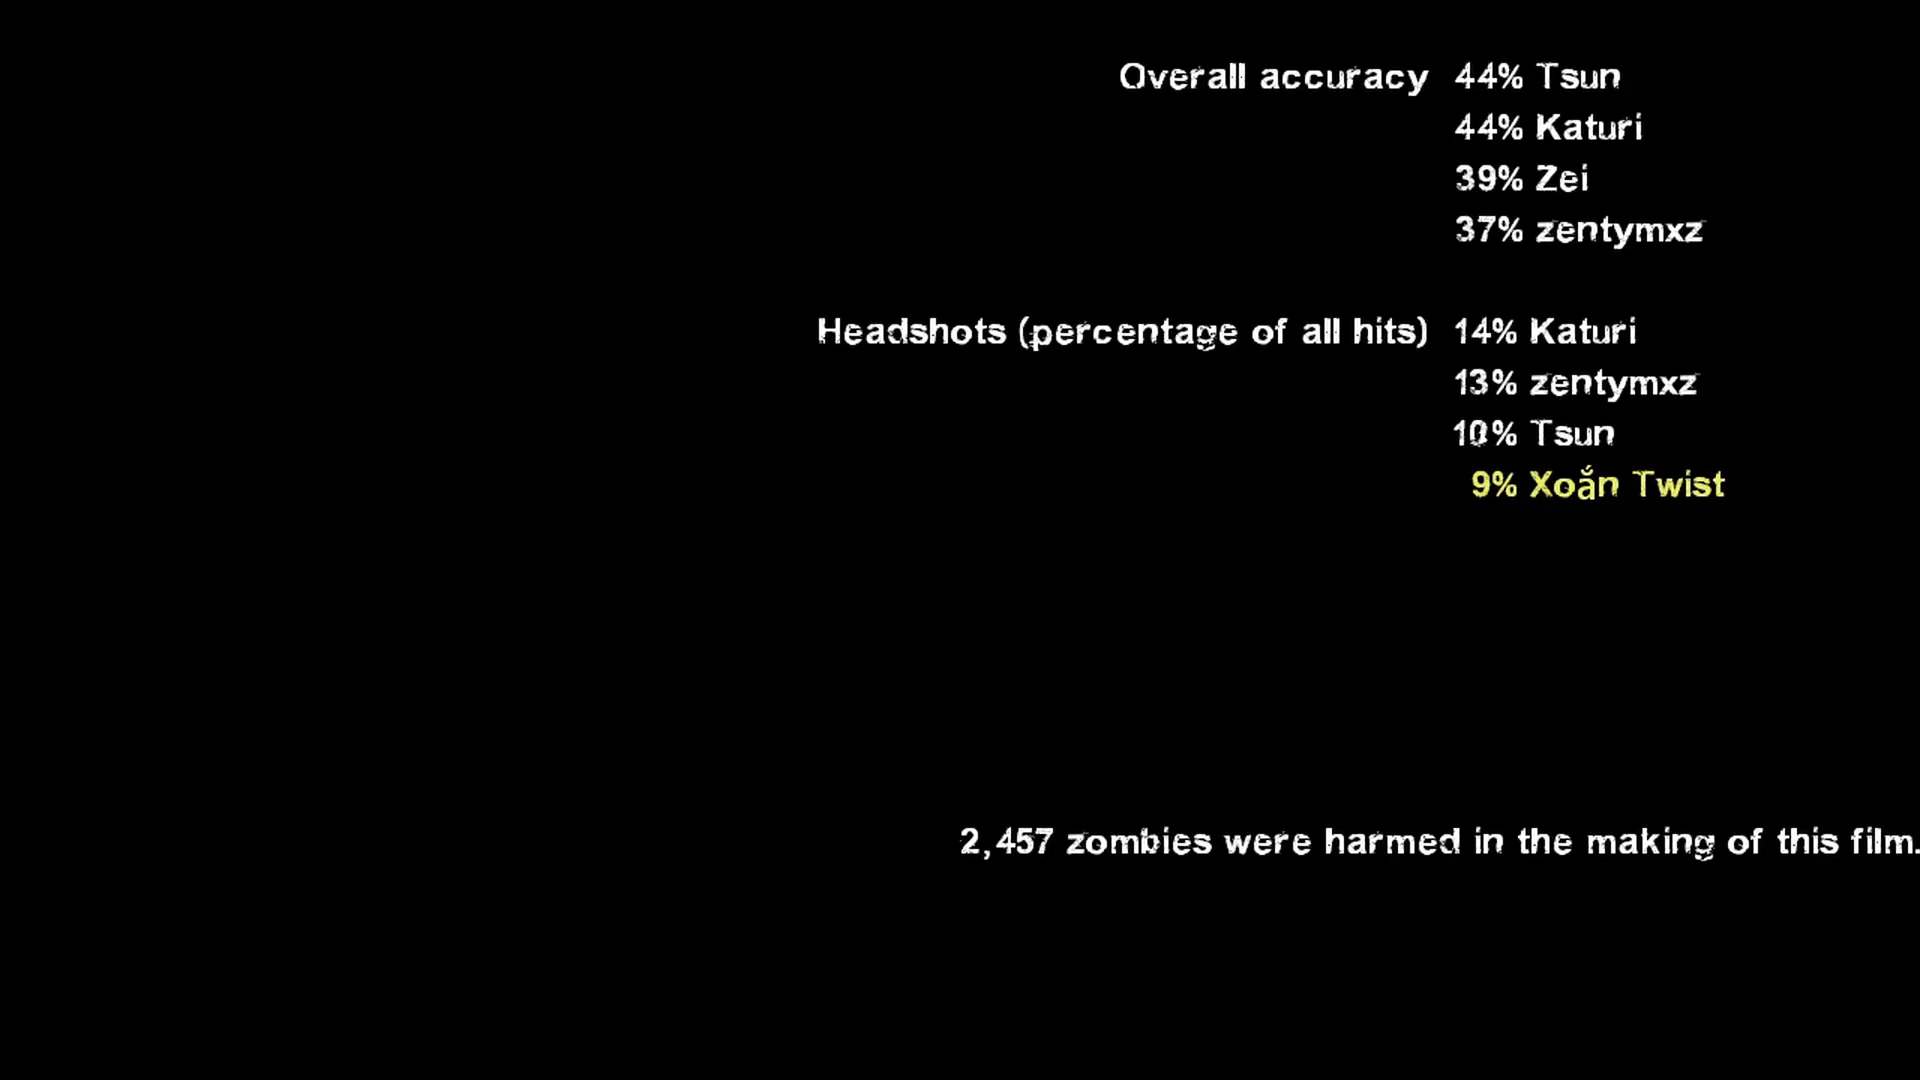 Overall accuracy 44% Tsun
44% Katuri
39% Zei
37% zentymxz
Headshots (percentage of all hits) 14% Katuri
13% zentymxz
10% Tsun
9% Xoắn Twist
2,457 zombies were harmed in the making of this film.